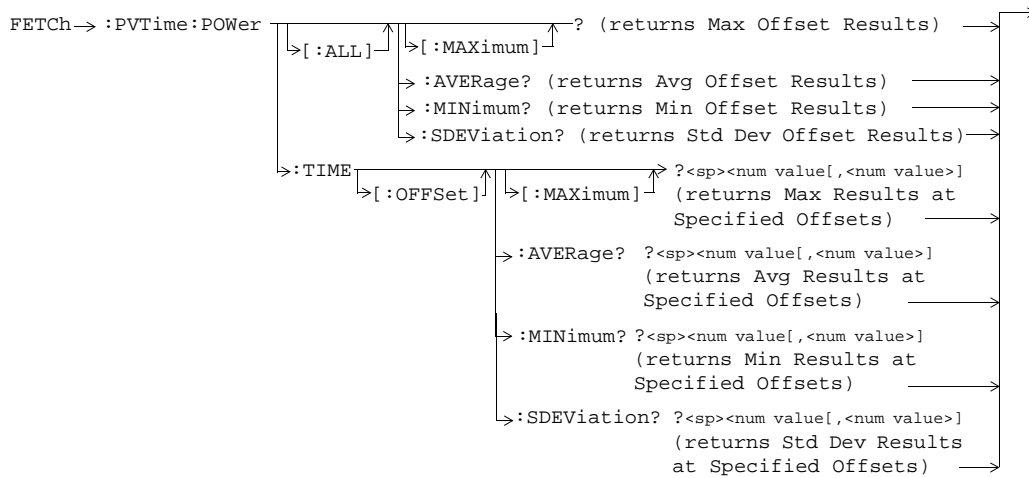 FETCh :PVTime:POWer ? (returns Max Offset Results)
[:ALL] [:MAXimum]
:AVERage? (returns Avg Offset Results)
:MINimum? (returns Min Offset Results)
:SDEViation? (returns Std Dev Offset Results)
:TIME ?<sp><num value[,<num value>]
[:OFFSet] [:MAXimum] (returns Max Results at
Specified Offsets)
:AVERage? ?<sp><num value[,<num value>]
(returns Avg Results at
Specified Offsets)
:MINimum? ?<sp><num value[,<num value>]
(returns Min Results at
Specified Offsets)
:SDEViation? ?<sp><num value[,<num value>]
(returns Std Dev Results
at Specified Offsets)